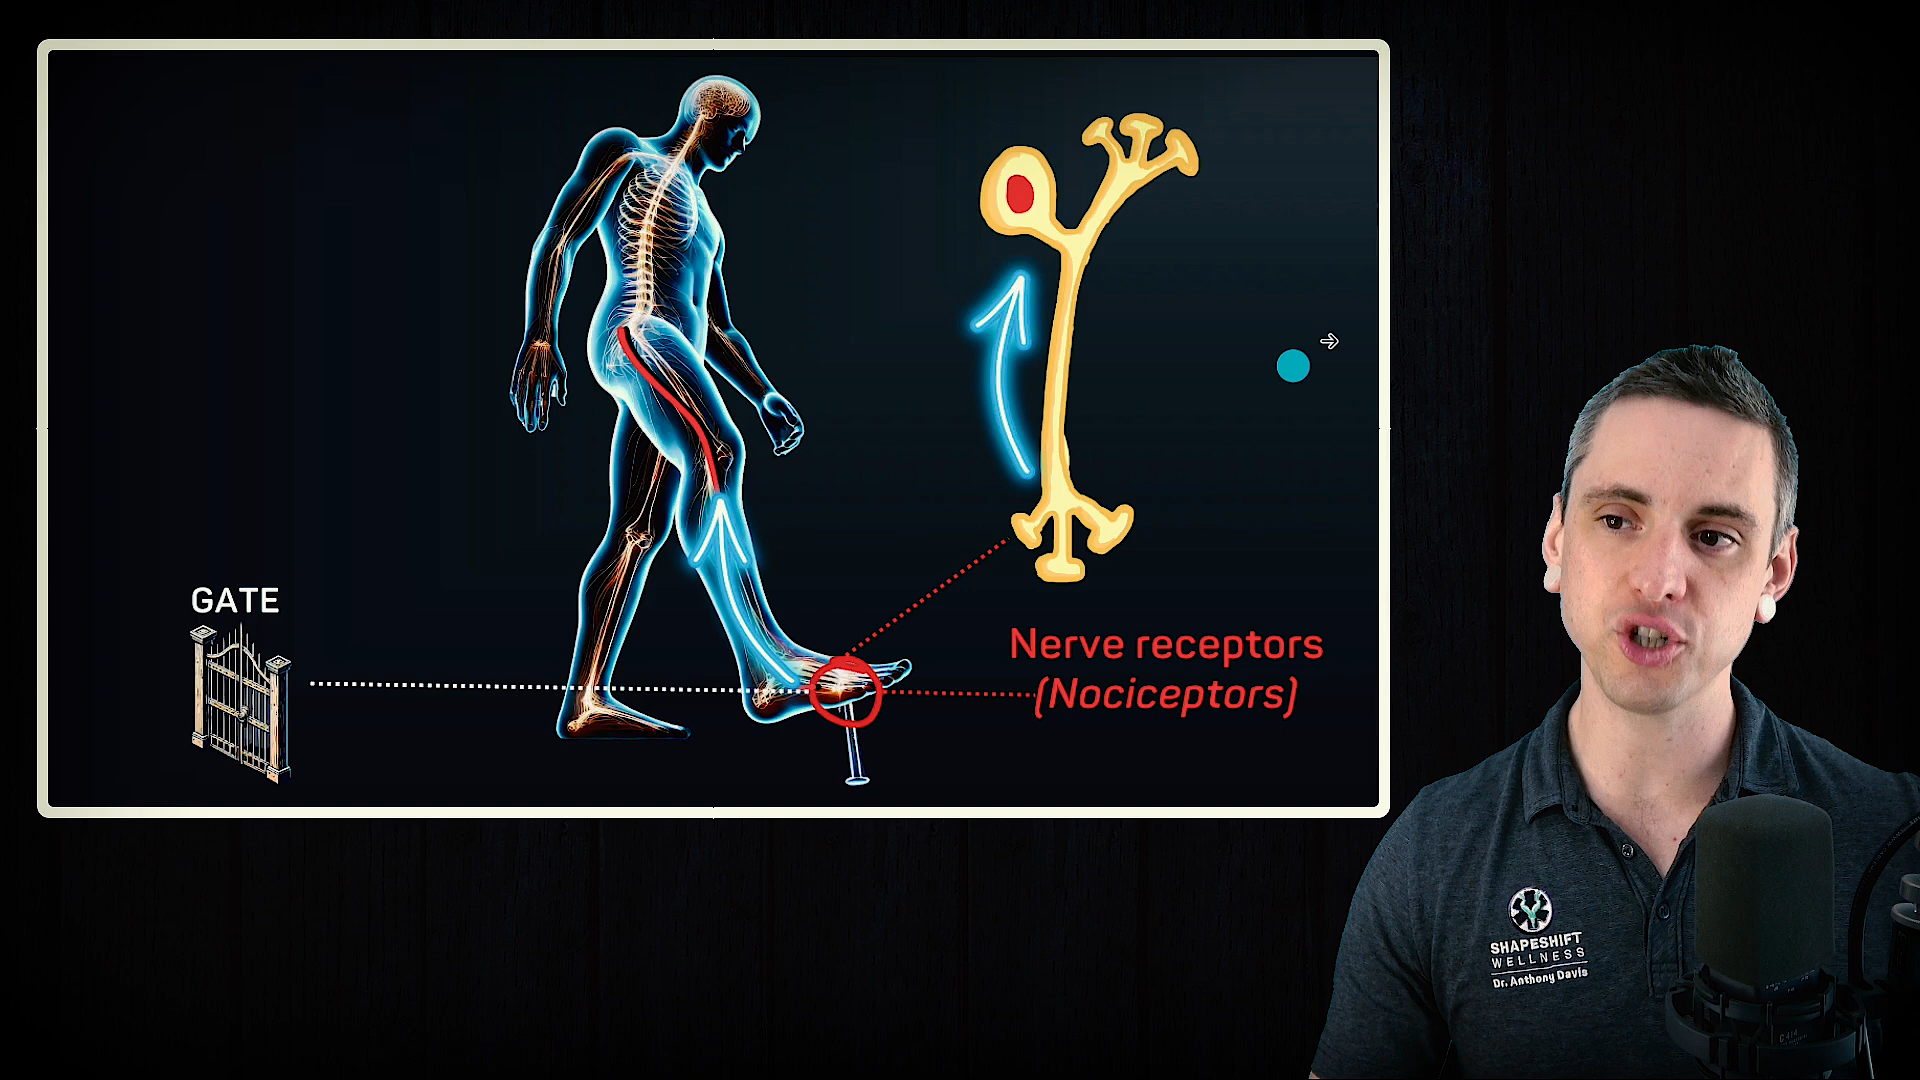 GATE
Nerve receptors
(Nociceptors)
SHAPESHIFT
WELLNESS
Dr. Anthony Davis